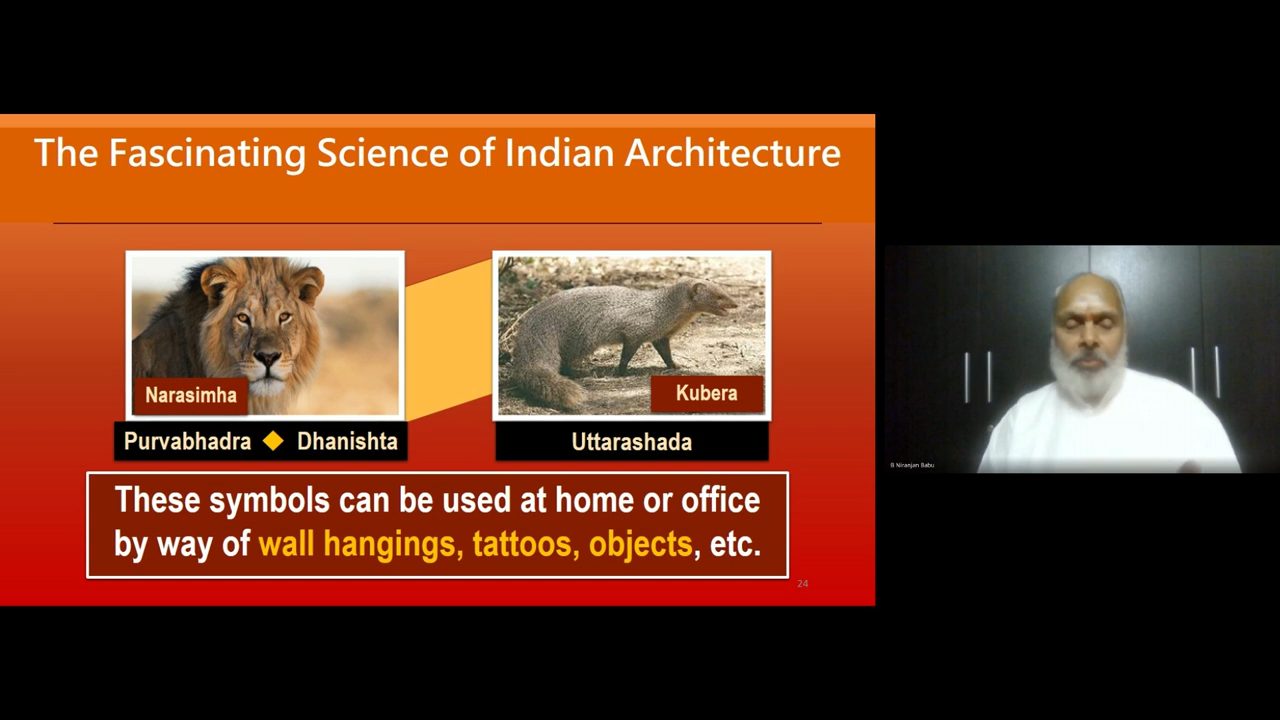 The Fascinating Science of Indian Architecture
Narasimha
Kubera
Purvabhadra ◆ Dhanishta
Uttarashada
These symbols can be used at home or office
by way of wall hangings, tattoos, objects, etc.
24
B Niranjan Babu